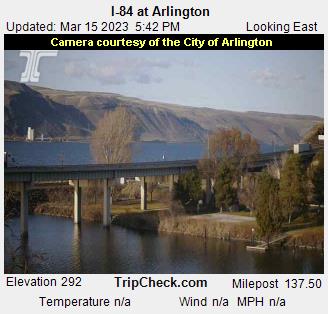 I-84 at Arlington
Updated: Mar 15 2023 5:42 PM Looking East
Camera courtesy of the City of Arlington
Elevation 292 TripCheck.com Milepost 137.50
Temperature n/a Wind n/a MPH n/a